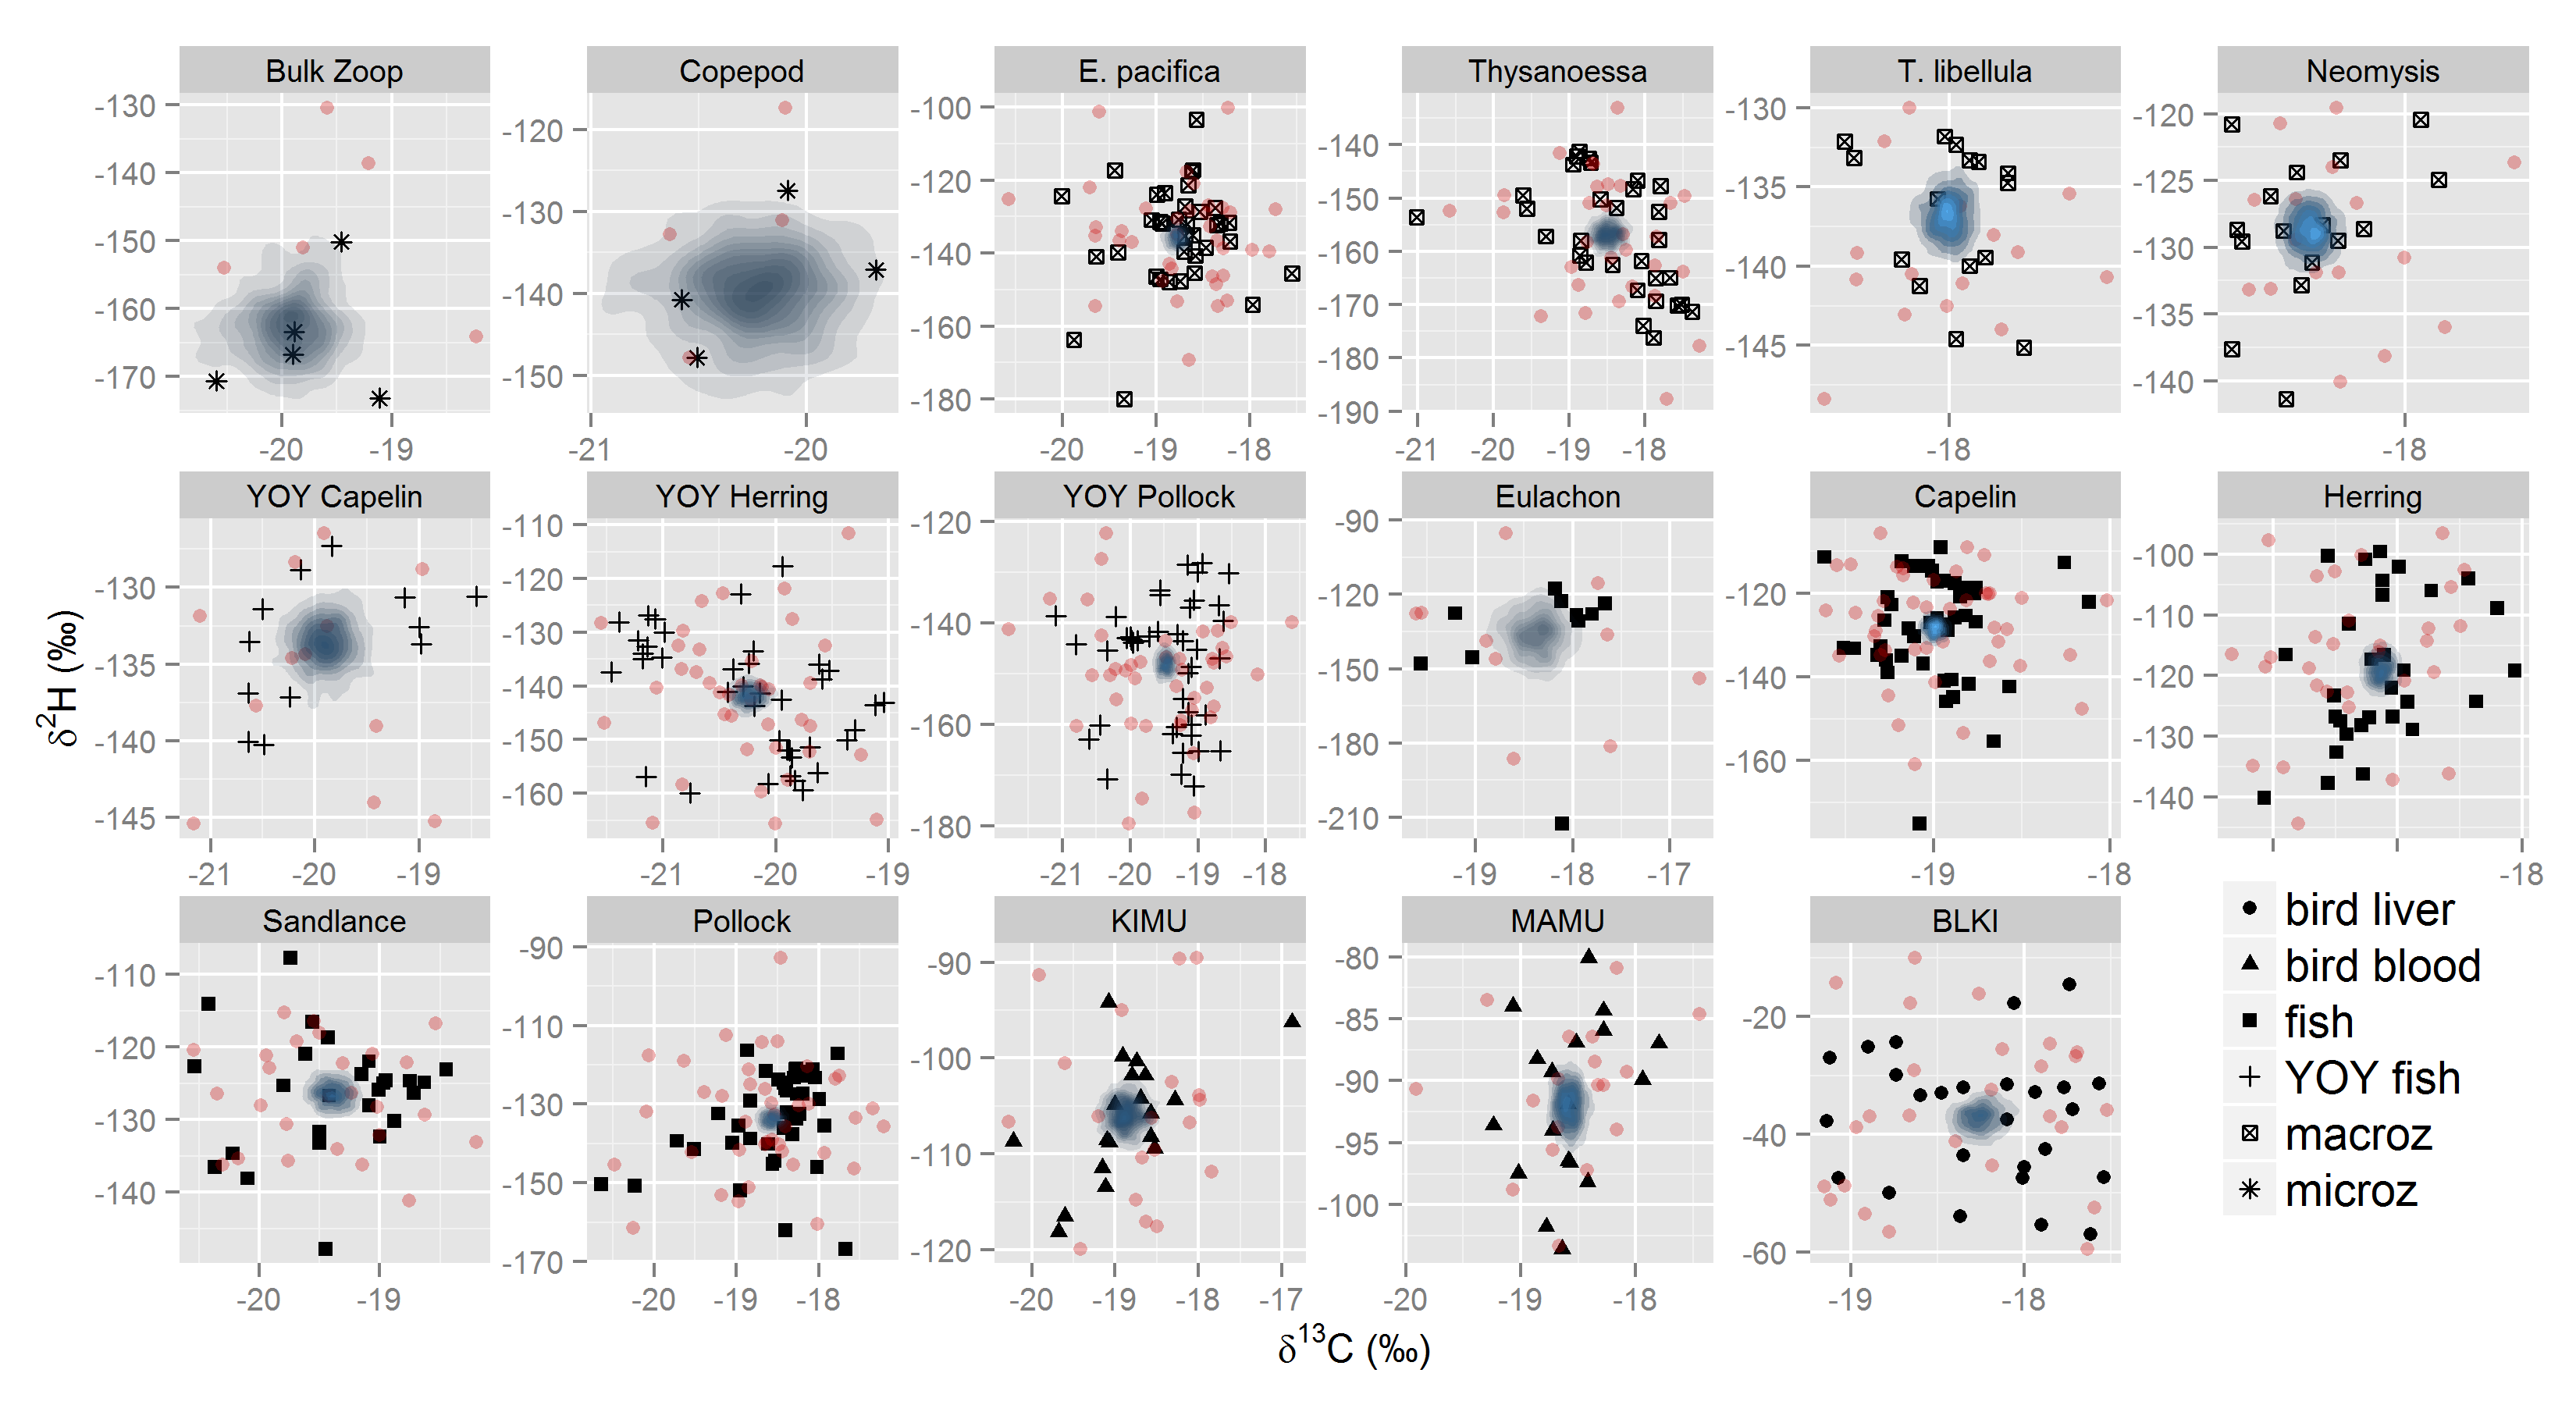 Bulk Zoop Copepod E. pacifica Thysanoessa T. libellula Neomysis
-130 -140 -150 -160 -170
-120 -130 -140 -150
-100 -120 -140 -160 -180
-140 -150 -160 -170 -180 -190
-130 -135 -140 -145
-120 -125 -130 -135 -140
-20 -19 -21 -20 -20 -19 -18 -21 -20 -19 -18 -18 -18
YOY Capelin YOY Herring YOY Pollock Eulachon Capelin Herring
-130 -135 -140 -145
-110 -120 -130 -140 -150 -160
-120 -140 -160 -180
-90 -120 -150 -180 -210
-120 -140 -160
-100 -110 -120 -130 -140
-21 -20 -19 -21 -20 -19 -21 -20 -19 -18 -19 -18 -17 -19 -18 -18
δ²H (‰)
Sandlance Pollock KIMU MAMU BLKI
-110 -120 -130 -140
-90 -110 -130 -150 -170
-90 -100 -110 -120
-80 -85 -90 -95 -100
-20 -40 -60
-20 -19 -20 -19 -18 -20 -19 -18 -17 -20 -19 -18 -19 -18
δ¹³C (‰)
bird liver
bird blood
fish
YOY fish
macroz
microz